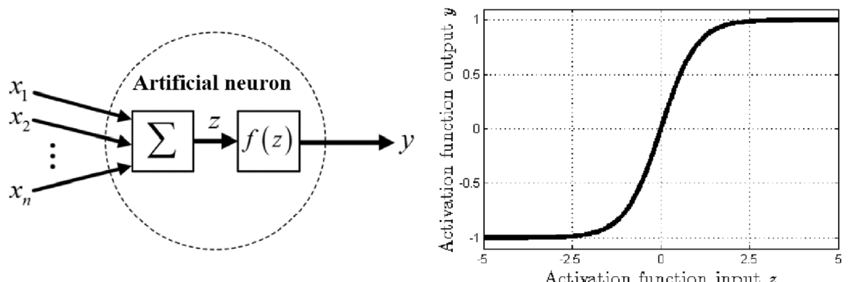 Artificial neuron
x₁
x₂
⋮
xₙ
∑
z
f(z)
y
Activation function output y
1
0.5
0
-0.5
-1
-5
-2.5
0
2.5
5
Activation function input z